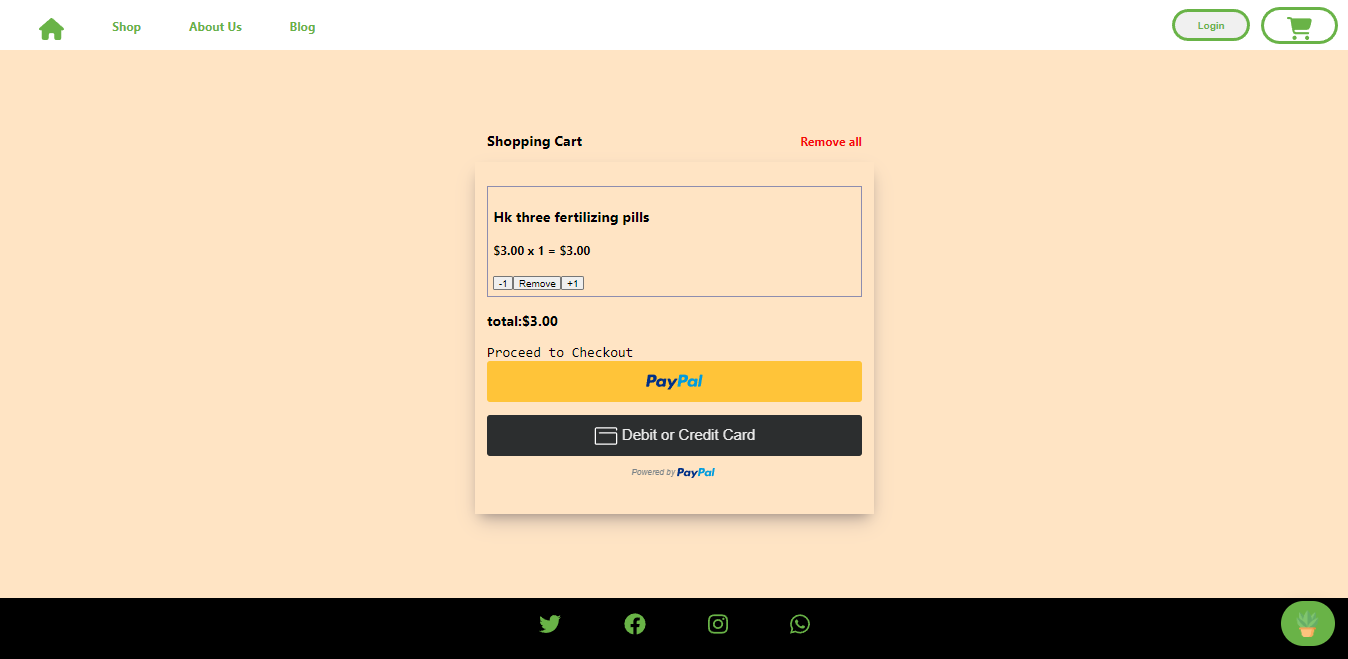 Shop About Us Blog Login
Shopping Cart Remove all
Hk three fertilizing pills
$3.00 x 1 = $3.00
-1 Remove +1
total:$3.00
Proceed to Checkout
PayPal
Debit or Credit Card
Powered by PayPal